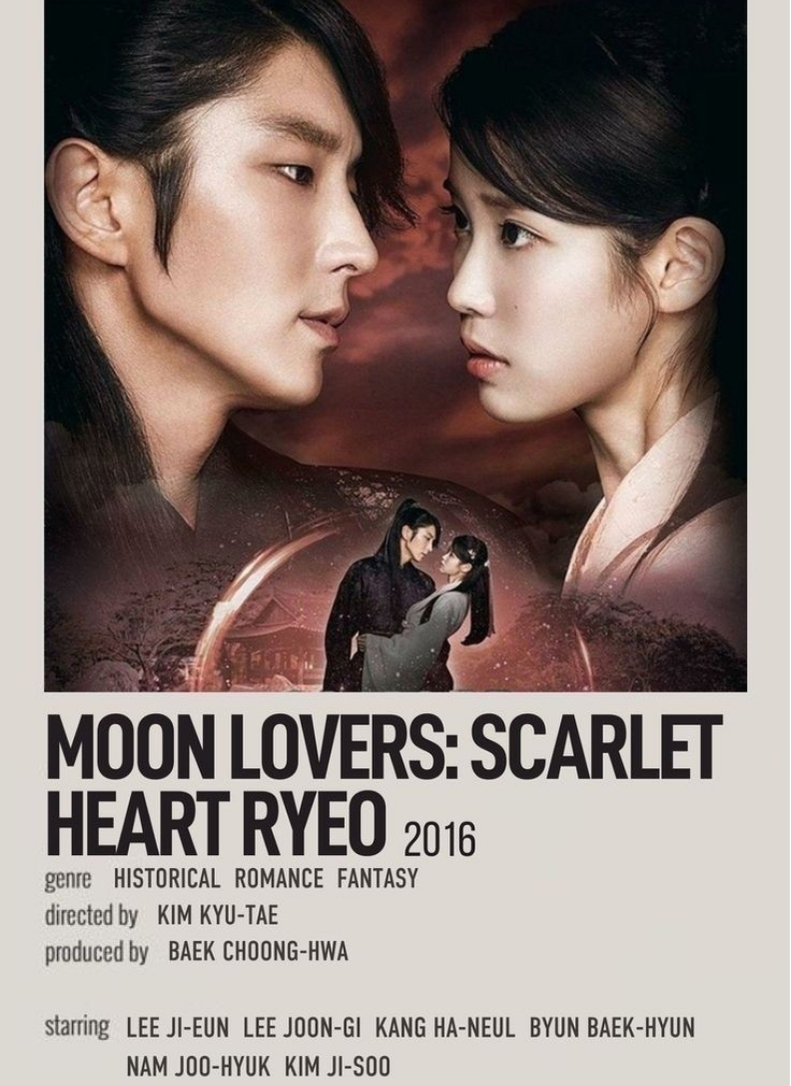 MOON LOVERS: SCARLET
HEART RYEO 2016
genre HISTORICAL ROMANCE FANTASY
directed by KIM KYU-TAE
produced by BAEK CHOONG-HWA
starring LEE JI-EUN LEE JOON-GI KANG HA-NEUL BYUN BAEK-HYUN
NAM JOO-HYUK KIM JI-SOO